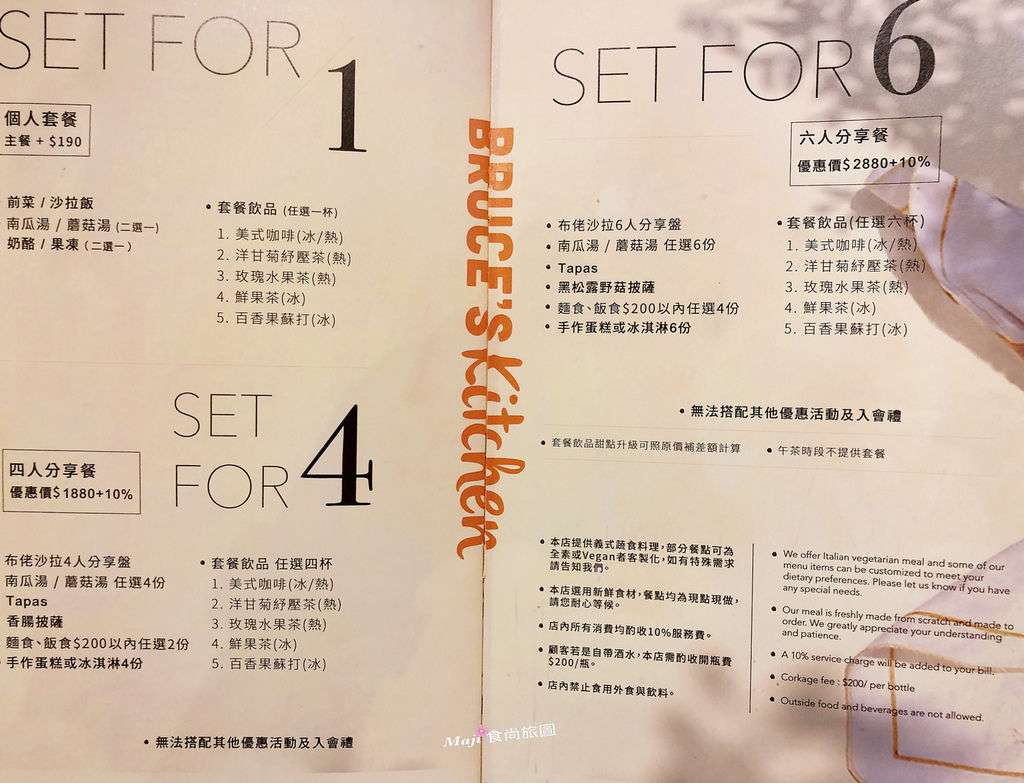 SET FOR 1
個人套餐
主餐 + $190
前菜 / 沙拉飯
南瓜湯 / 蘑菇湯 (二選一)
奶酪 / 果凍 (二選一)
• 套餐飲品 (任選一杯)
1. 美式咖啡(冰/熱)
2. 洋甘菊紓壓茶(熱)
3. 玫瑰水果茶(熱)
4. 鮮果茶(冰)
5. 百香果蘇打(冰)
SET
FOR 4
四人分享餐
優惠價$1880+10%
布佬沙拉4人分享盤
南瓜湯 / 蘑菇湯 任選4份
Tapas
香腸披薩
麵食、飯食$200以內任選2份
• 手作蛋糕或冰淇淋4份
• 套餐飲品 任選四杯
1. 美式咖啡(冰/熱)
2. 洋甘菊紓壓茶(熱)
3. 玫瑰水果茶(熱)
4. 鮮果茶(冰)
5. 百香果蘇打(冰)
• 無法搭配其他優惠活動及入會禮
BRUCE'S Kitchen
SET FOR 6
六人分享餐
優惠價$2880+10%
• 布佬沙拉6人分享盤
• 南瓜湯 / 蘑菇湯 任選6份
• Tapas
• 黑松露野菇披薩
• 麵食、飯食$200以內任選4份
• 手作蛋糕或冰淇淋6份
• 套餐飲品(任選六杯)
1. 美式咖啡(冰/熱)
2. 洋甘菊紓壓茶(熱)
3. 玫瑰水果茶(熱)
4. 鮮果茶(冰)
5. 百香果蘇打(冰)
• 無法搭配其他優惠活動及入會禮
• 套餐飲品甜點升級可照原價補差額計算
• 午茶時段不提供套餐
• 本店提供義式蔬食料理,部分餐點可為
全素或Vegan者客製化,如有特殊需求
請告知我們。
• 本店選用新鮮食材,餐點均為現點現做,
請您耐心等候。
• 店內所有消費均酌收10%服務費。
• 顧客若是自帶酒水,本店需酌收開瓶費
$200/瓶。
• 店內禁止食用外食與飲料。
• We offer Italian vegetarian meal and some of our
menu items can be customized to meet your
dietary preferences. Please let us know if you have
any special needs.
• Our meal is freshly made from scratch and made to
order. We greatly appreciate your understanding
and patience.
• A 10% service charge will be added to your bill.
• Corkage fee : $200/ per bottle
• Outside food and beverages are not allowed.
Maji 食尚旅圖